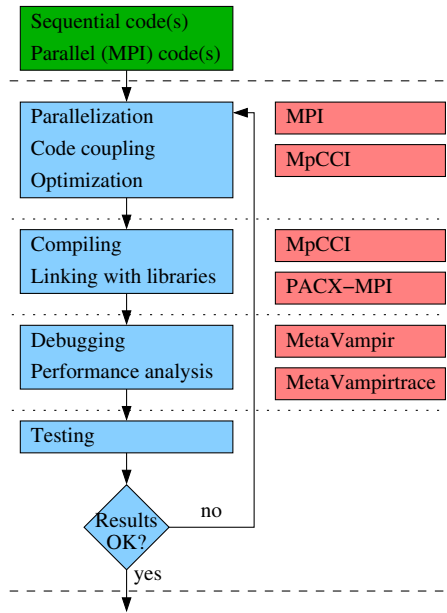 Sequential code(s)
Parallel (MPI) code(s)
Parallelization
Code coupling
Optimization
MPI
MpCCI
Compiling
Linking with libraries
MpCCI
PACX−MPI
Debugging
Performance analysis
MetaVampir
MetaVampirtrace
Testing
Results
OK?
no
yes